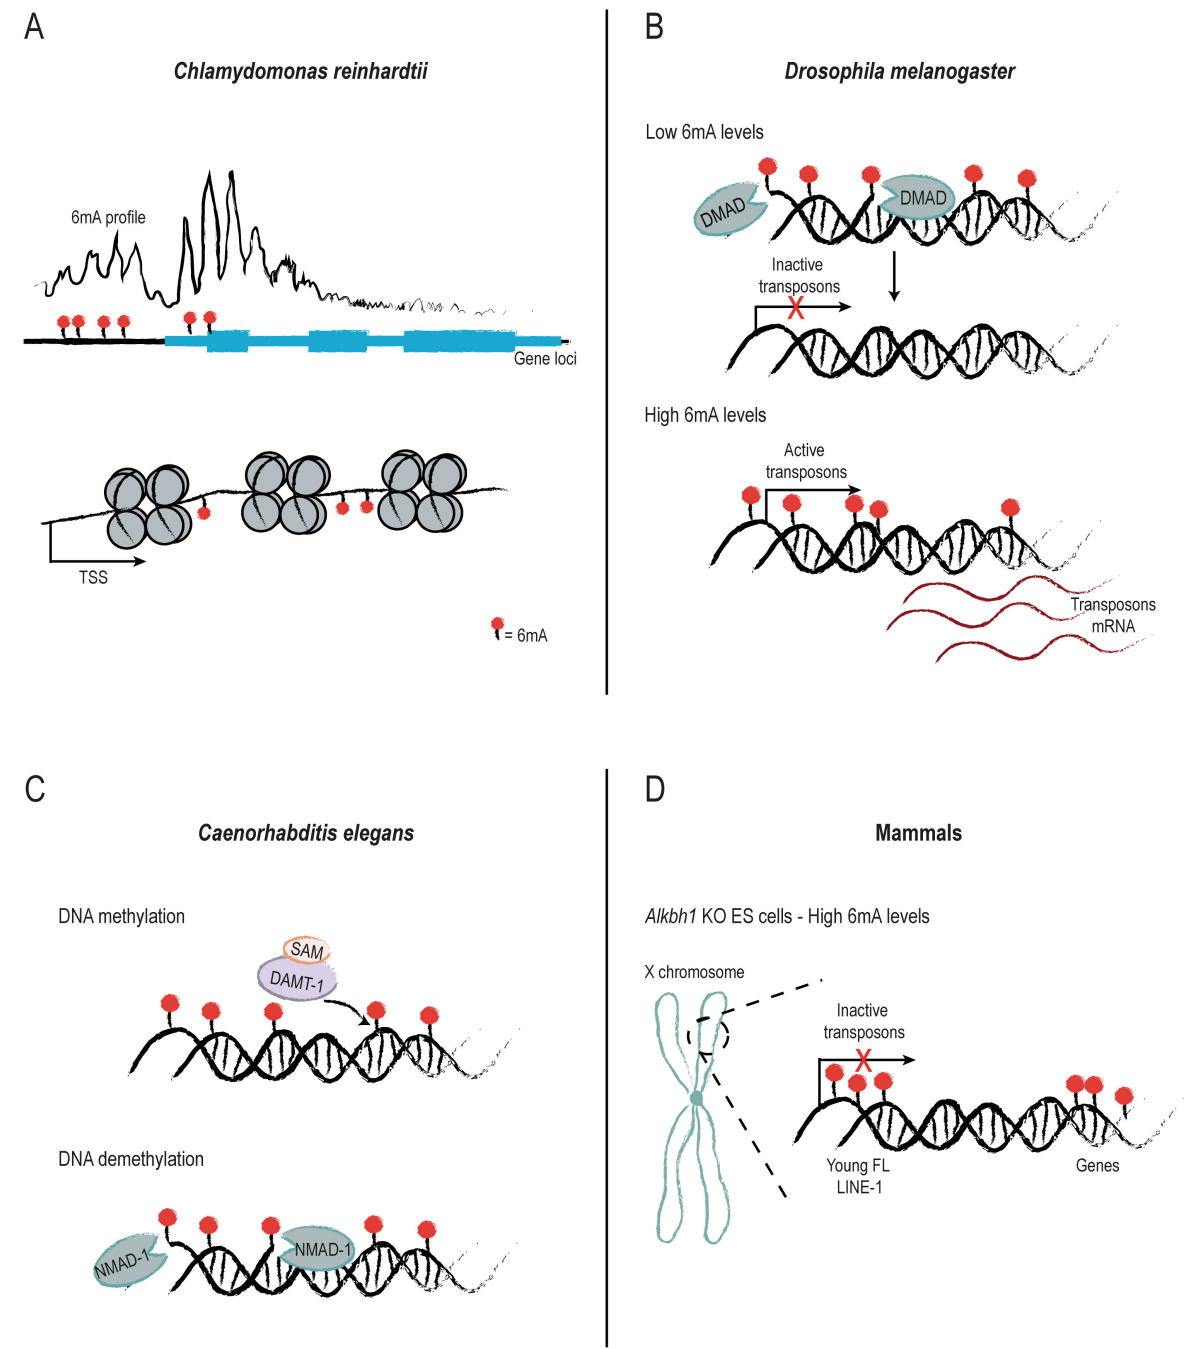 A
Chlamydomonas reinhardtii
6mA profile
Gene loci
TSS
= 6mA
B
Drosophila melanogaster
Low 6mA levels
DMAD
DMAD
Inactive
transposons
X
High 6mA levels
Active
transposons
Transposons
mRNA
C
Caenorhabditis elegans
DNA methylation
SAM
DAMT-1
DNA demethylation
NMAD-1
NMAD-1
D
Mammals
Alkbh1 KO ES cells - High 6mA levels
X chromosome
Inactive
transposons
X
Young FL
LINE-1
Genes